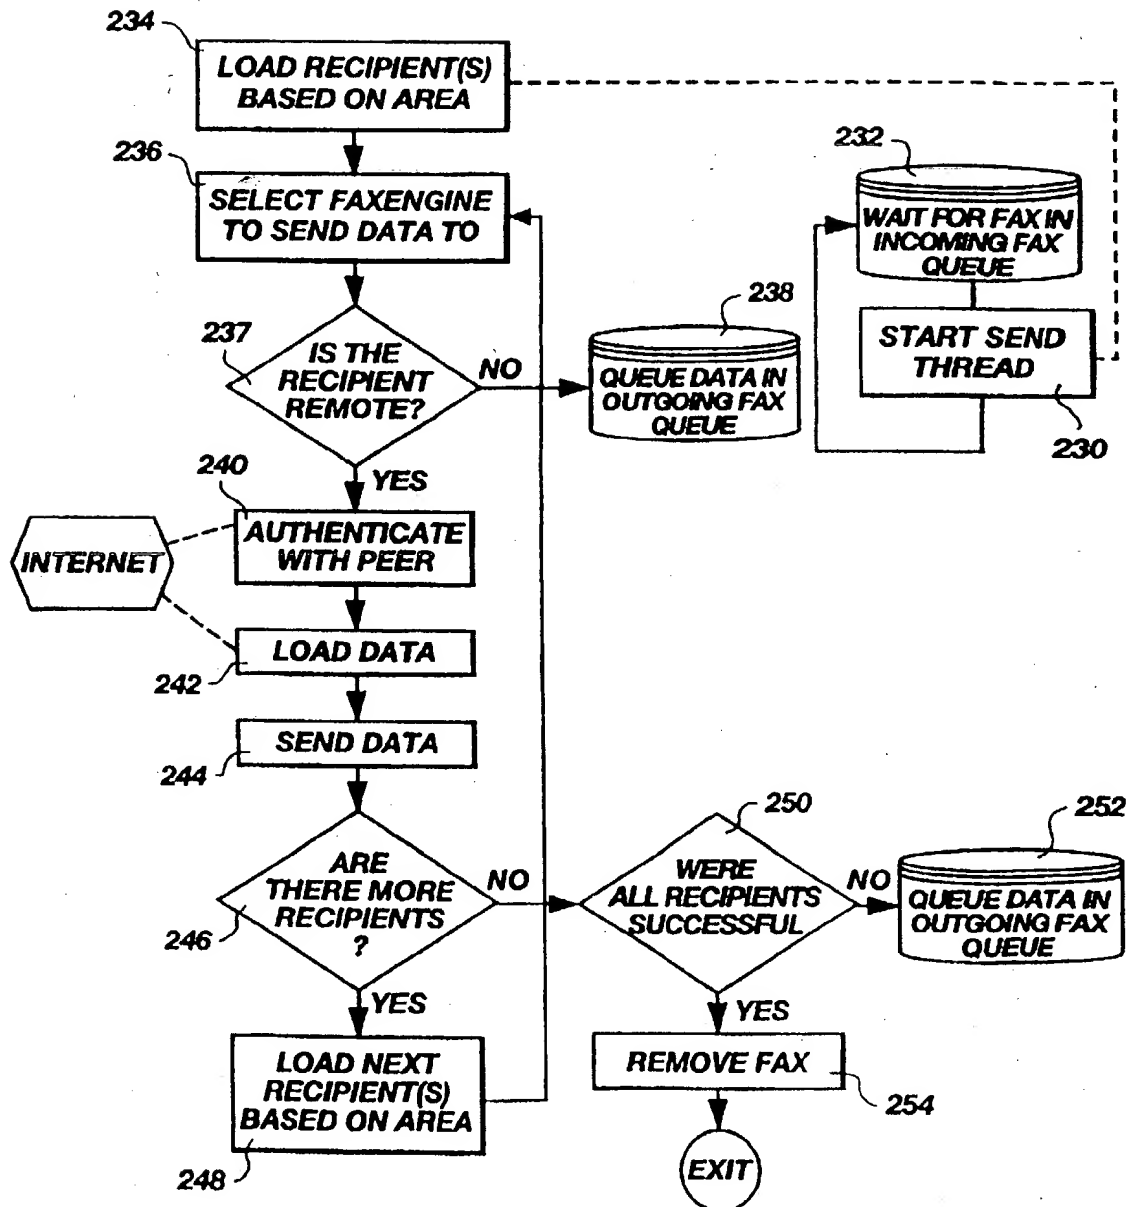 234
LOAD RECIPIENT(S)
BASED ON AREA
236
SELECT FAXENGINE
TO SEND DATA TO
232
WAIT FOR FAX IN
INCOMING FAX
QUEUE
START SEND
THREAD
230
237
IS THE
RECIPIENT
REMOTE?
NO
238
QUEUE DATA IN
OUTGOING FAX
QUEUE
YES
240
AUTHENTICATE
WITH PEER
INTERNET
LOAD DATA
242
SEND DATA
244
ARE
THERE MORE
RECIPIENTS
?
246
NO
250
WERE
ALL RECIPIENTS
SUCCESSFUL
NO
252
QUEUE DATA IN
OUTGOING FAX
QUEUE
YES
LOAD NEXT
RECIPIENT(S)
BASED ON AREA
248
YES
REMOVE FAX
254
EXIT